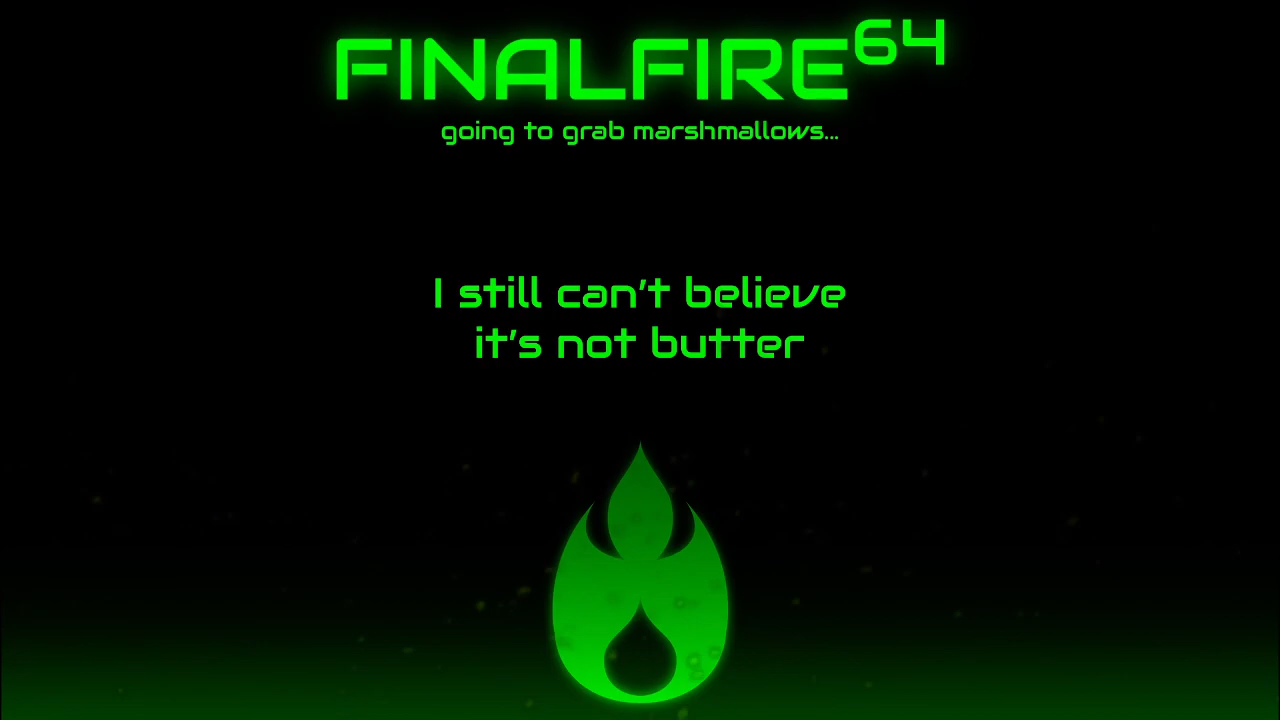 FINALFIRE64
going to grab marshmallows...
I still can't believe
it's not butter